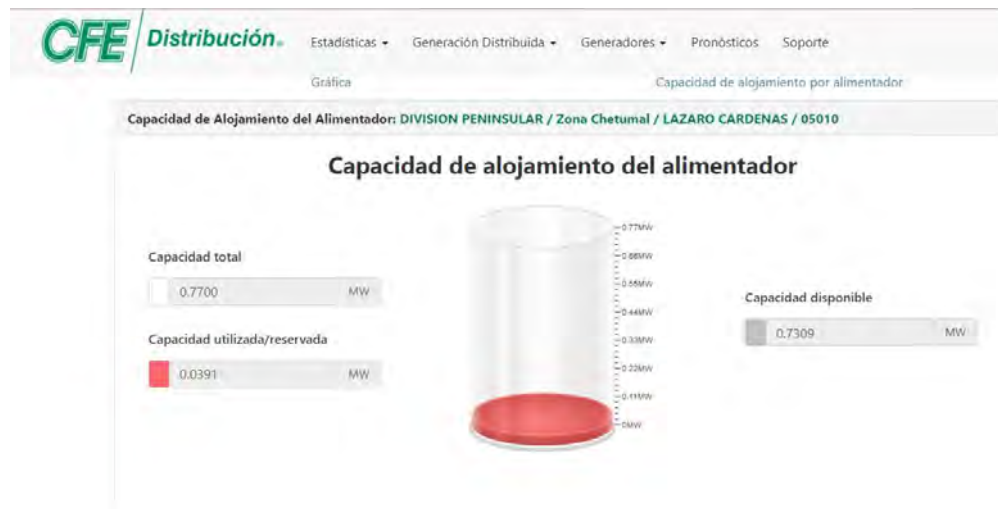 CFE Distribución®
Estadísticas Generación Distribuida Generadores Pronósticos Soporte
Gráfica Capacidad de alojamiento por alimentador
Capacidad de Alojamiento del Alimentador: DIVISION PENINSULAR / Zona Chetumal / LAZARO CARDENAS / 05010
Capacidad de alojamiento del alimentador
Capacidad total
0.7700 MW
Capacidad utilizada/reservada
0.0391 MW
0.77MW
0.66MW
0.55MW
0.44MW
0.33MW
0.22MW
0.11MW
0MW
Capacidad disponible
0.7309 MW